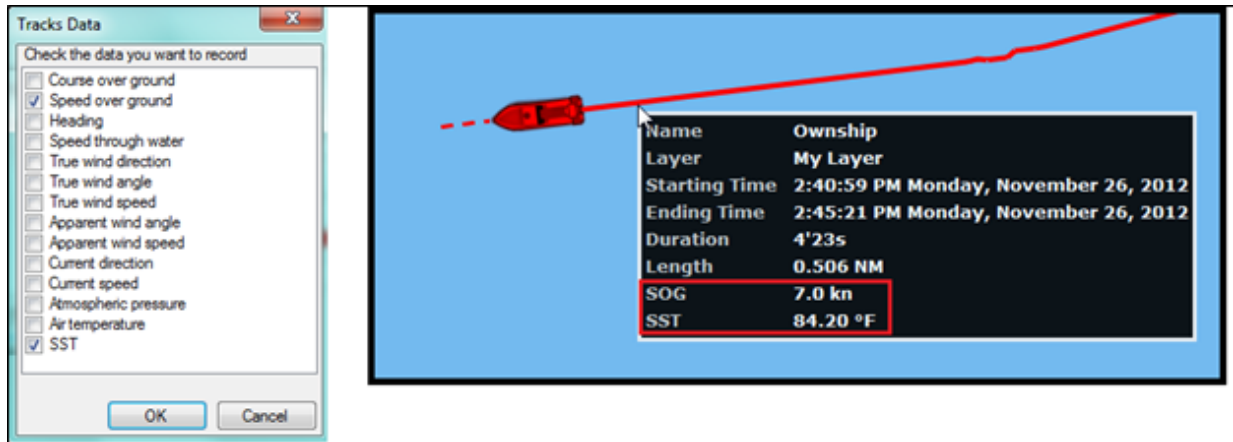 Tracks Data
Check the data you want to record
Course over ground
Speed over ground
Heading
Speed through water
True wind direction
True wind angle
True wind speed
Apparent wind angle
Apparent wind speed
Current direction
Current speed
Atmospheric pressure
Air temperature
SST
OK Cancel
Name Ownship
Layer My Layer
Starting Time 2:40:59 PM Monday, November 26, 2012
Ending Time 2:45:21 PM Monday, November 26, 2012
Duration 4'23s
Length 0.506 NM
SOG 7.0 kn
SST 84.20 °F